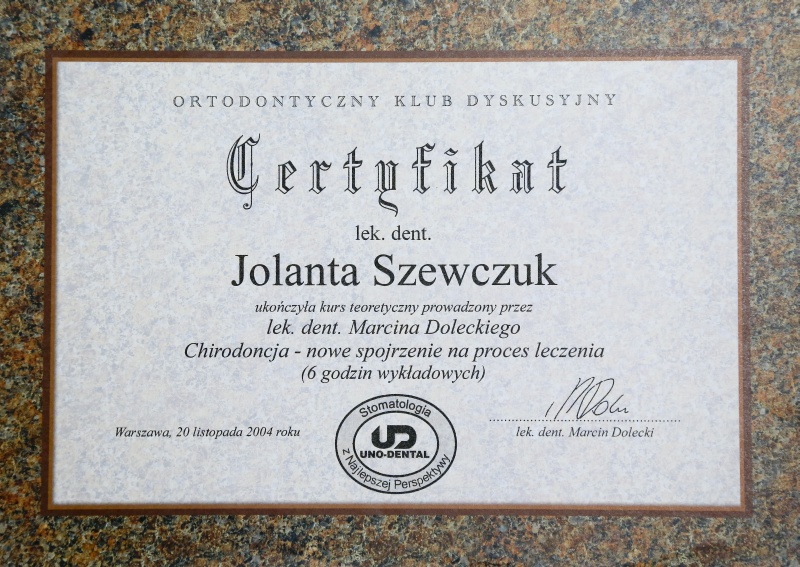 ORTODONTYCZNY KLUB DYSKUSYJNY
Certyfikat
lek. dent.
Jolanta Szewczuk
ukończyła kurs teoretyczny prowadzony przez
lek. dent. Marcina Doleckiego
Chirodoncja - nowe spojrzenie na proces leczenia
(6 godzin wykładowych)
Warszawa, 20 listopada 2004 roku
Stomatologia
UD
UNO-DENTAL
z Najlepszej Perspektywy
lek. dent. Marcin Dolecki